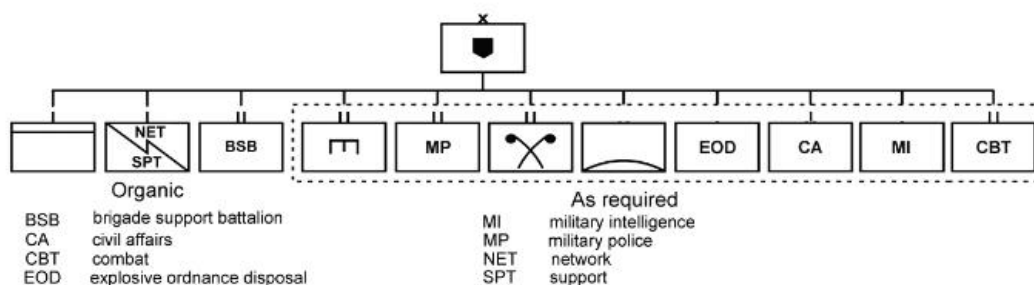 X
NET
SPT
BSB
MP
EOD
CA
MI
CBT
Organic
As required
BSB brigade support battalion
CA civil affairs
CBT combat
EOD explosive ordnance disposal
MI military intelligence
MP military police
NET network
SPT support